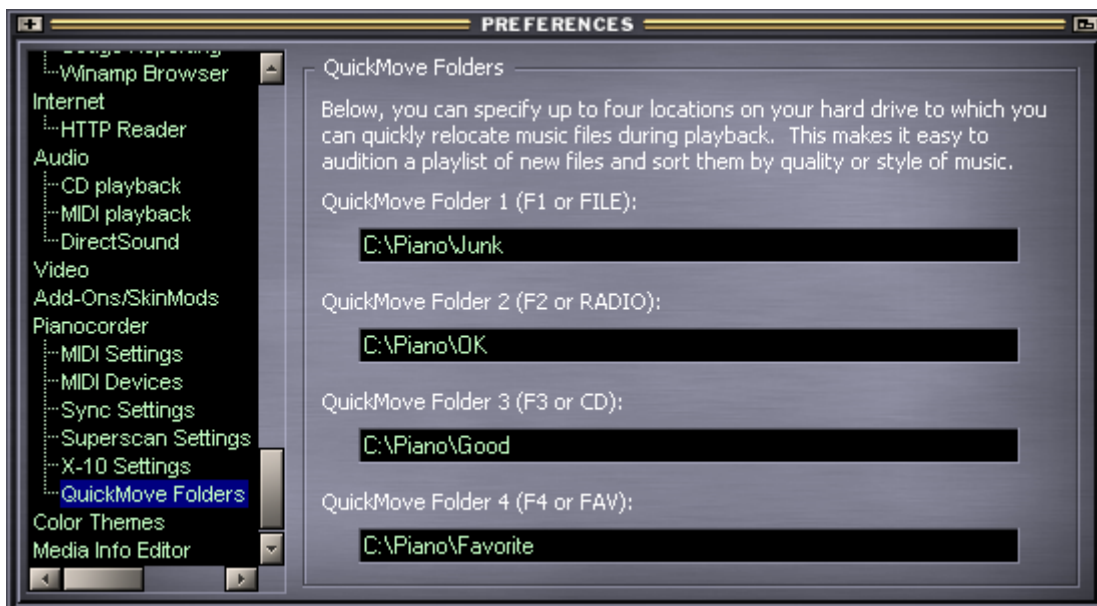 PREFERENCES
Winamp Browser
Internet
HTTP Reader
Audio
CD playback
MIDI playback
DirectSound
Video
Add-Ons/SkinMods
Pianocorder
MIDI Settings
MIDI Devices
Sync Settings
Superscan Settings
X-10 Settings
QuickMove Folders
Color Themes
Media Info Editor
QuickMove Folders
Below, you can specify up to four locations on your hard drive to which you
can quickly relocate music files during playback. This makes it easy to
audition a playlist of new files and sort them by quality or style of music.
QuickMove Folder 1 (F1 or FILE):
C:\Piano\Junk
QuickMove Folder 2 (F2 or RADIO):
C:\Piano\OK
QuickMove Folder 3 (F3 or CD):
C:\Piano\Good
QuickMove Folder 4 (F4 or FAV):
C:\Piano\Favorite